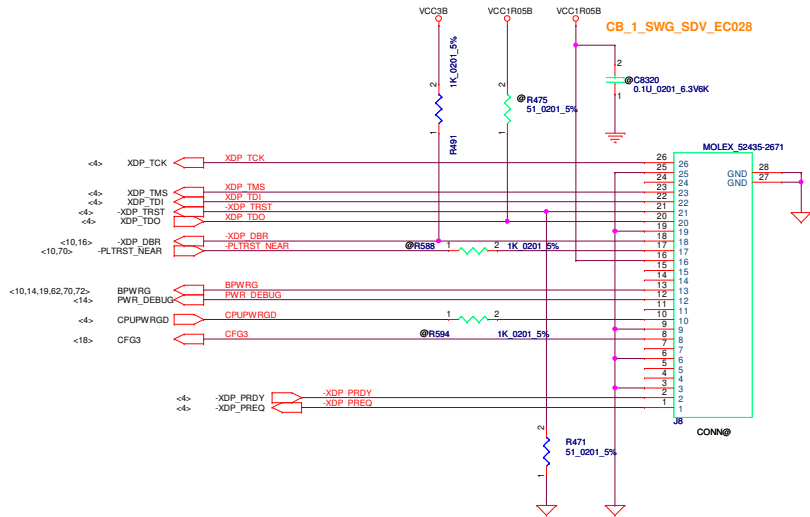 VCC3B
VCC1R05B
VCC1R05B
CB_1_SWG_SDV_EC028
2
1K_0201_5%
R491
1
2
@R475
51_0201_5%
1
2
@C8320
0.1U_0201_6.3V6K
1
MOLEX_52435-2671
<4> XDP_TCK XDP_TCK
<4> XDP_TMS XDP_TMS
<4> XDP_TDI XDP_TDI
<4> -XDP_TRST -XDP_TRST
<4> XDP_TDO XDP_TDO
<10,16> -XDP_DBR -XDP_DBR
<10,70> -PLTRST_NEAR -PLTRST_NEAR
@R588 1 2 1K_0201_5%
<10,14,19,62,70,72> BPWRG BPWRG
<14> PWR_DEBUG PWR_DEBUG
<4> CPUPWRGD CPUPWRGD 1 2
<18> CFG3 CFG3
@R594 1K_0201_5%
<4> -XDP_PRDY -XDP_PRDY
<4> -XDP_PREQ -XDP_PREQ
26 26
25 25
24 24
23 23
22 22
21 21
20 20
19 19
18 18
17 17
16 16
15 15
14 14
13 13
12 12
11 11
10 10
9 9
8 8
7 7
6 6
5 5
4 4
3 3
2 2
1 1
GND 28
GND 27
J8
CONN@
2
R471
51_0201_5%
1